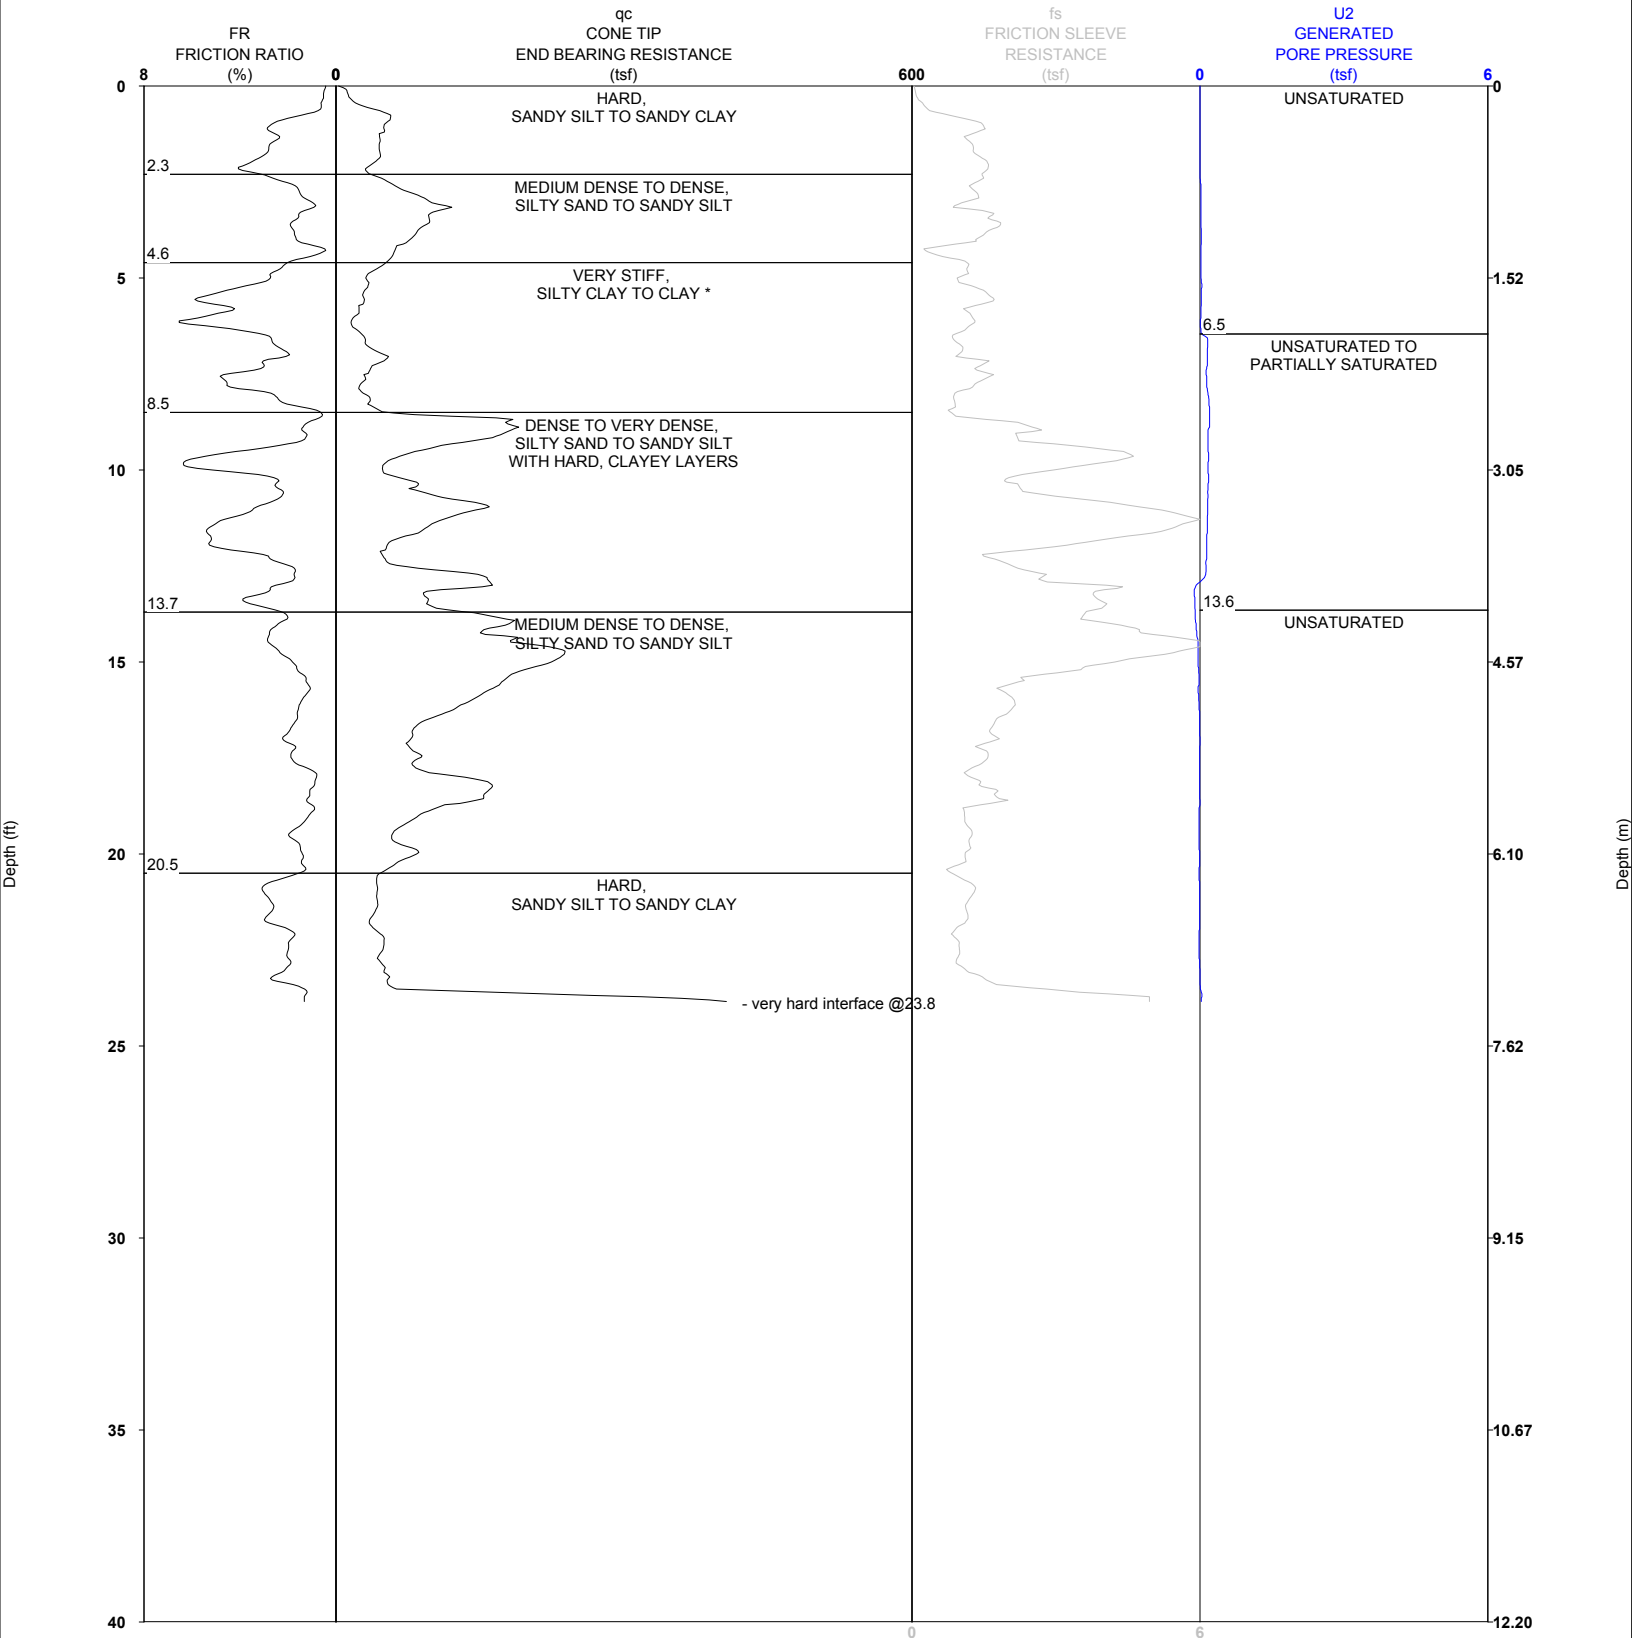 FR
FRICTION RATIO
(%)
8
0
qc
CONE TIP
END BEARING RESISTANCE
(tsf)
600
fs
FRICTION SLEEVE
RESISTANCE
(tsf)
U2
GENERATED
PORE PRESSURE
(tsf)
0
6
0
0
HARD,
SANDY SILT TO SANDY CLAY
UNSATURATED
2.3
MEDIUM DENSE TO DENSE,
SILTY SAND TO SANDY SILT
4.6
VERY STIFF,
SILTY CLAY TO CLAY *
5
1.52
6.5
UNSATURATED TO
PARTIALLY SATURATED
8.5
DENSE TO VERY DENSE,
SILTY SAND TO SANDY SILT
WITH HARD, CLAYEY LAYERS
10
3.05
13.7
MEDIUM DENSE TO DENSE,
SILTY SAND TO SANDY SILT
13.6
UNSATURATED
15
4.57
20
6.10
Depth (ft)
Depth (m)
20.5
HARD,
SANDY SILT TO SANDY CLAY
- very hard interface @23.8
25
7.62
30
9.15
35
10.67
40
12.20
0
6